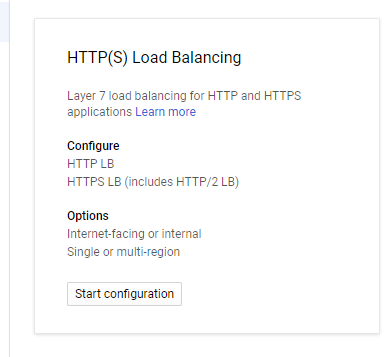 HTTP(S) Load Balancing
Layer 7 load balancing for HTTP and HTTPS
applications Learn more
Configure
HTTP LB
HTTPS LB (includes HTTP/2 LB)
Options
Internet-facing or internal
Single or multi-region
Start configuration